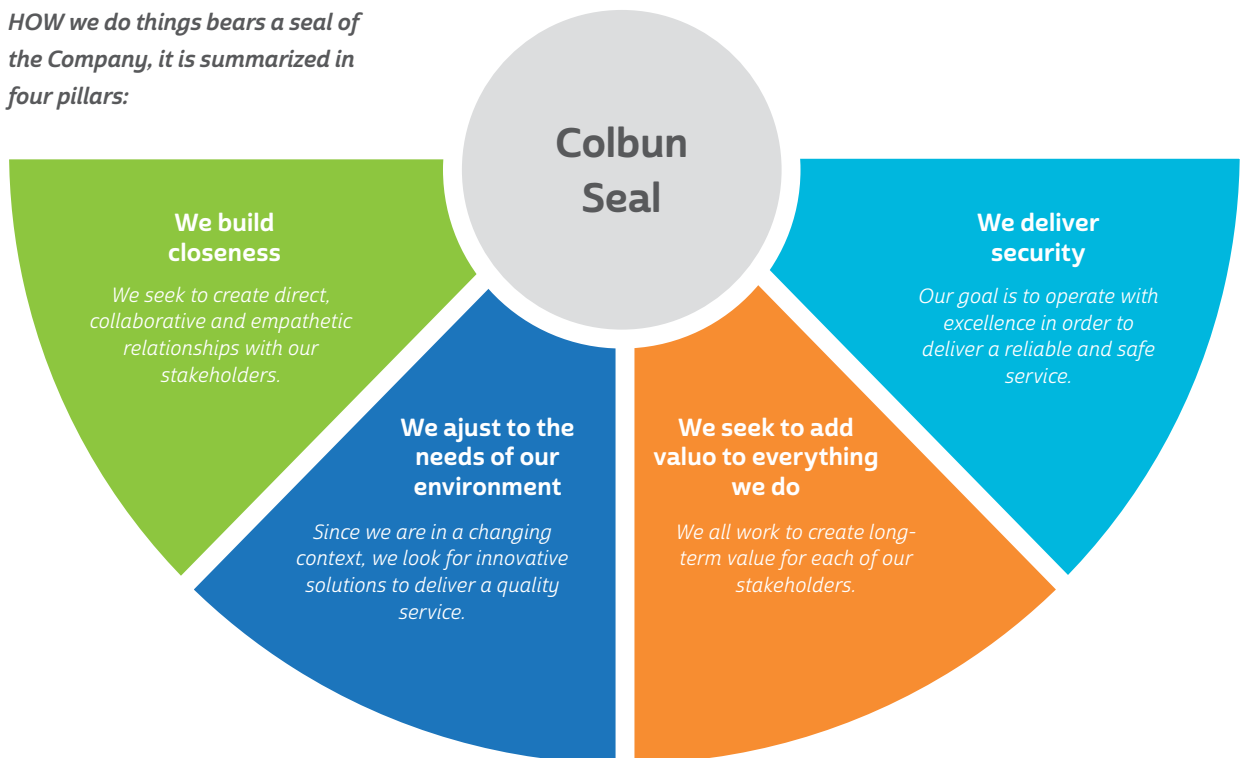 HOW we do things bears a seal of
the Company, it is summarized in
four pillars:
Colbun
Seal
We build
closeness
We seek to create direct,
collaborative and empathetic
relationships with our
stakeholders.
We ajust to the
needs of our
environment
Since we are in a changing
context, we look for innovative
solutions to deliver a quality
service.
We seek to add
valuo to everything
we do
We all work to create long-
term value for each of our
stakeholders.
We deliver
security
Our goal is to operate with
excellence in order to
deliver a reliable and safe
service.